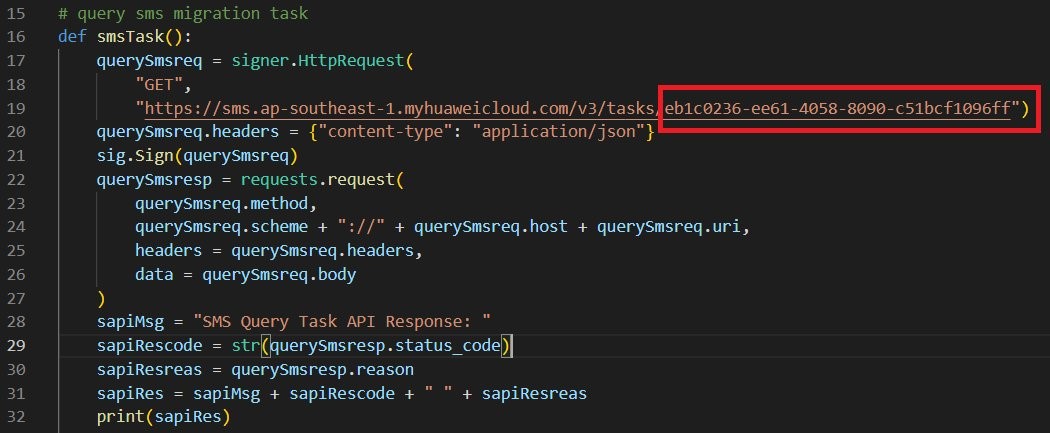 15 # query sms migration task
16 def smsTask():
17     querySmsreq = signer.HttpRequest(
18         "GET",
19         "https://sms.ap-southeast-1.myhuaweicloud.com/v3/tasks/eb1c0236-ee61-4058-8090-c51bcf1096ff")
20     querySmsreq.headers = {"content-type": "application/json"}
21     sig.Sign(querySmsreq)
22     querySmsresp = requests.request(
23         querySmsreq.method,
24         querySmsreq.scheme + "://" + querySmsreq.host + querySmsreq.uri,
25         headers = querySmsreq.headers,
26         data = querySmsreq.body
27     )
28     sapiMsg = "SMS Query Task API Response: "
29     sapiRescode = str(querySmsresp.status_code)
30     sapiResreas = querySmsresp.reason
31     sapiRes = sapiMsg + sapiRescode + " " + sapiResreas
32     print(sapiRes)